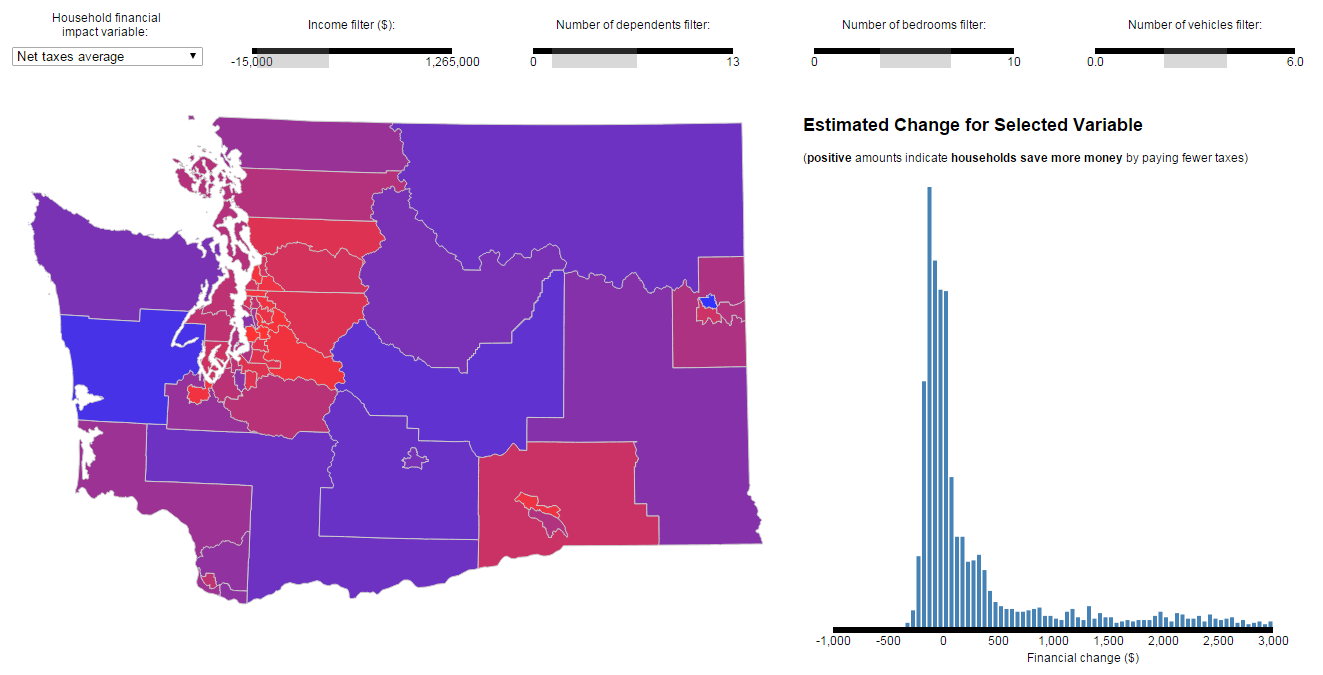 Household financial
impact variable:
Net taxes average
Income filter ($):
-15,000 1,265,000
Number of dependents filter:
0 13
Number of bedrooms filter:
0 10
Number of vehicles filter:
0.0 6.0
Estimated Change for Selected Variable
(positive amounts indicate households save more money by paying fewer taxes)
-1,000 -500 0 500 1,000 1,500 2,000 2,500 3,000
Financial change ($)